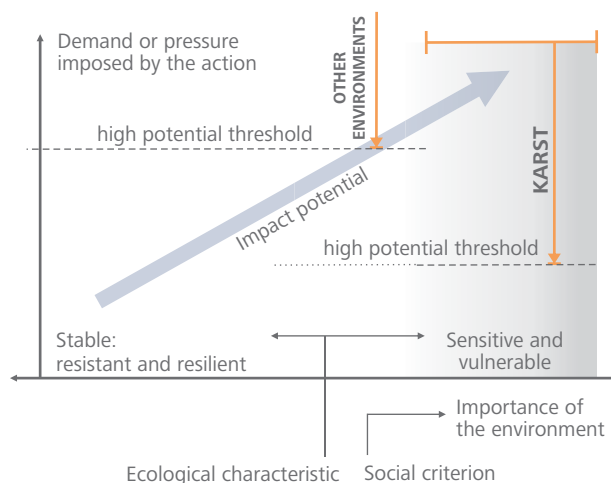 Demand or pressure
imposed by the action
OTHER
ENVIRONMENTS
high potential threshold
KARST
Impact potential
high potential threshold
Stable:
resistant and resilient
Sensitive and
vulnerable
Importance of
the environment
Ecological characteristic
Social criterion